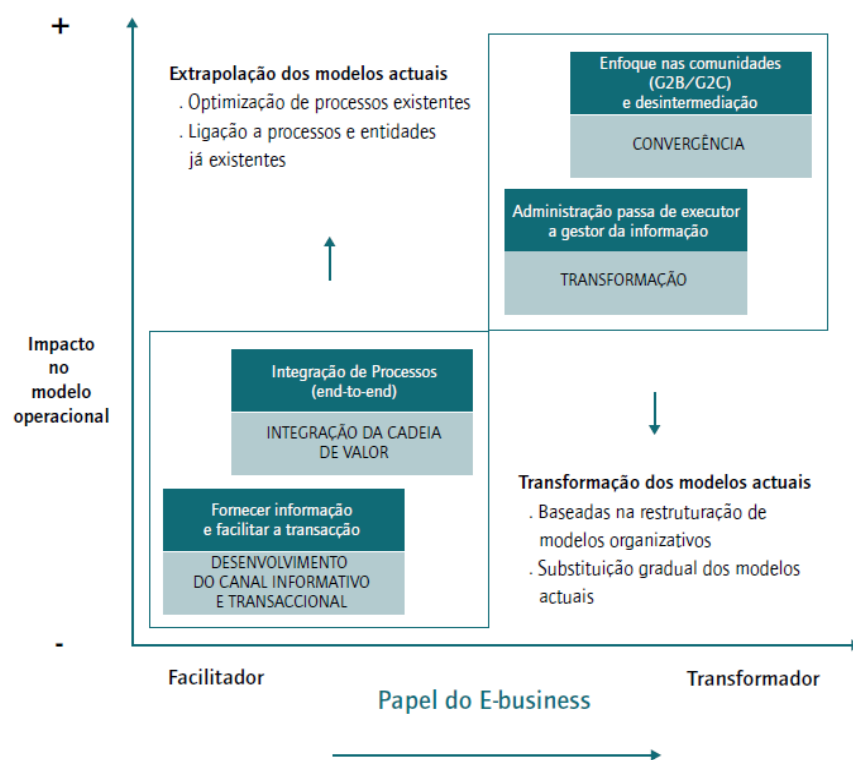 +
Extrapolação dos modelos actuais
. Optimização de processos existentes
. Ligação a processos e entidades
já existentes
Enfoque nas comunidades
(G2B/G2C)
e desintermediação
CONVERGÊNCIA
Administração passa de executor
a gestor da informação
TRANSFORMAÇÃO
Impacto
no
modelo
operacional
Integração de Processos
(end-to-end)
INTEGRAÇÃO DA CADEIA
DE VALOR
Fornecer informação
e facilitar a transacção
DESENVOLVIMENTO
DO CANAL INFORMATIVO
E TRANSACCIONAL
Transformação dos modelos actuais
. Baseadas na restruturação de
modelos organizativos
. Substituição gradual dos modelos
actuais
-
Facilitador
Transformador
Papel do E-business